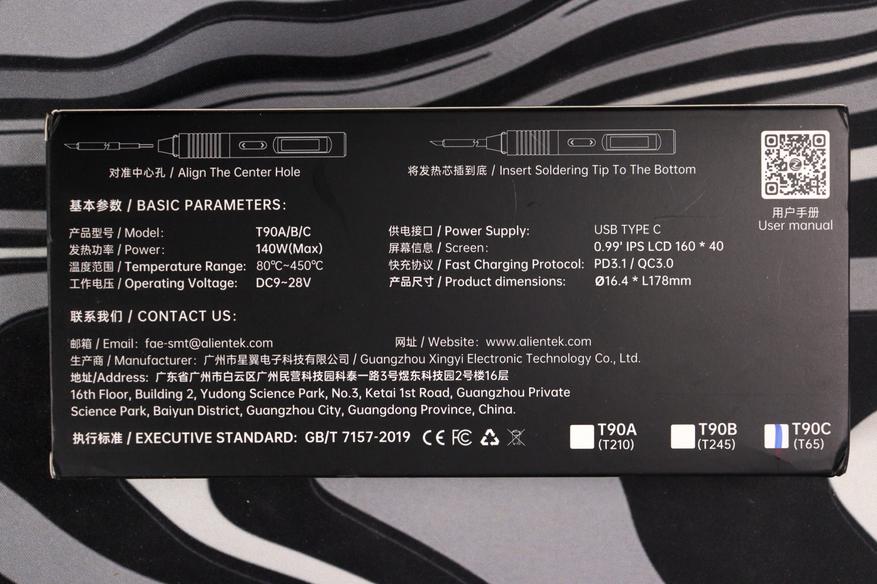 对准中心孔 / Align The Center Hole
将发热芯插到底 / Insert Soldering Tip To The Bottom
用户手册
User manual
基本参数 / BASIC PARAMETERS:
产品型号 / Model: T90A/B/C
发热功率 / Power: 140W(Max)
温度范围 / Temperature Range: 80℃~450℃
工作电压 / Operating Voltage: DC9~28V
供电接口 / Power Supply: USB TYPE C
屏幕信息 / Screen: 0.99' IPS LCD 160 * 40
快充协议 / Fast Charging Protocol: PD3.1 / QC3.0
产品尺寸 / Product dimensions: Ø16.4 * L178mm
联系我们 / CONTACT US:
邮箱 / Email: fae-smt@alientek.com
网址 / Website: www.alientek.com
生产商 / Manufacturer: 广州市星翼电子科技有限公司 / Guangzhou Xingyi Electronic Technology Co., Ltd.
地址/Address: 广东省广州市白云区广州民营科技园科泰一路3号煜东科技园2号楼16层
16th Floor, Building 2, Yudong Science Park, No.3, Ketai 1st Road, Guangzhou Private
Science Park, Baiyun District, Guangzhou City, Guangdong Province, China.
执行标准 / EXECUTIVE STANDARD: GB/T 7157-2019 CE FC
T90A
(T210)
T90B
(T245)
T90C
(T65)